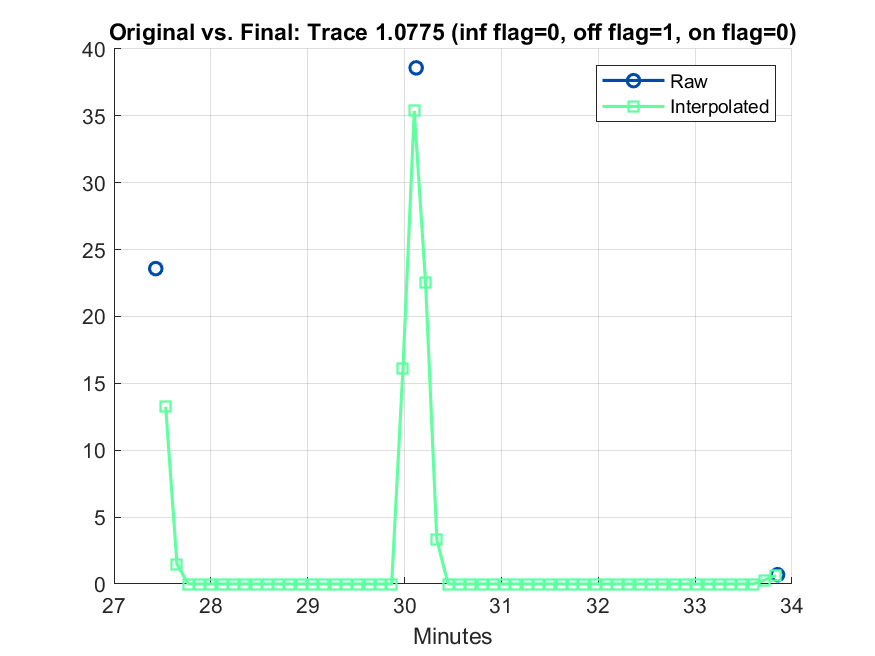 Original vs. Final: Trace 1.0775 (inf flag=0, off flag=1, on flag=0)
40
35
30
25
20
15
10
5
0
Raw
Interpolated
27 28 29 30 31 32 33 34
Minutes